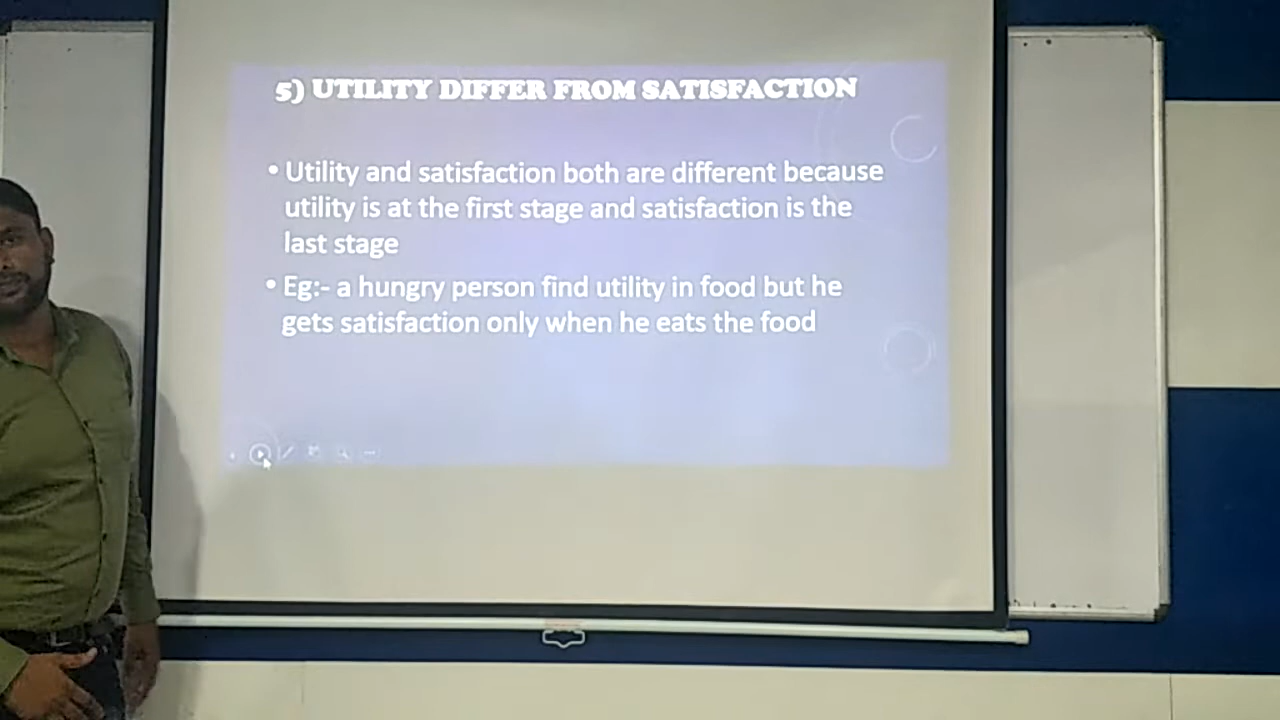 5) UTILITY DIFFER FROM SATISFACTION
• Utility and satisfaction both are different because
utility is at the first stage and satisfaction is the
last stage
• Eg:- a hungry person find utility in food but he
gets satisfaction only when he eats the food